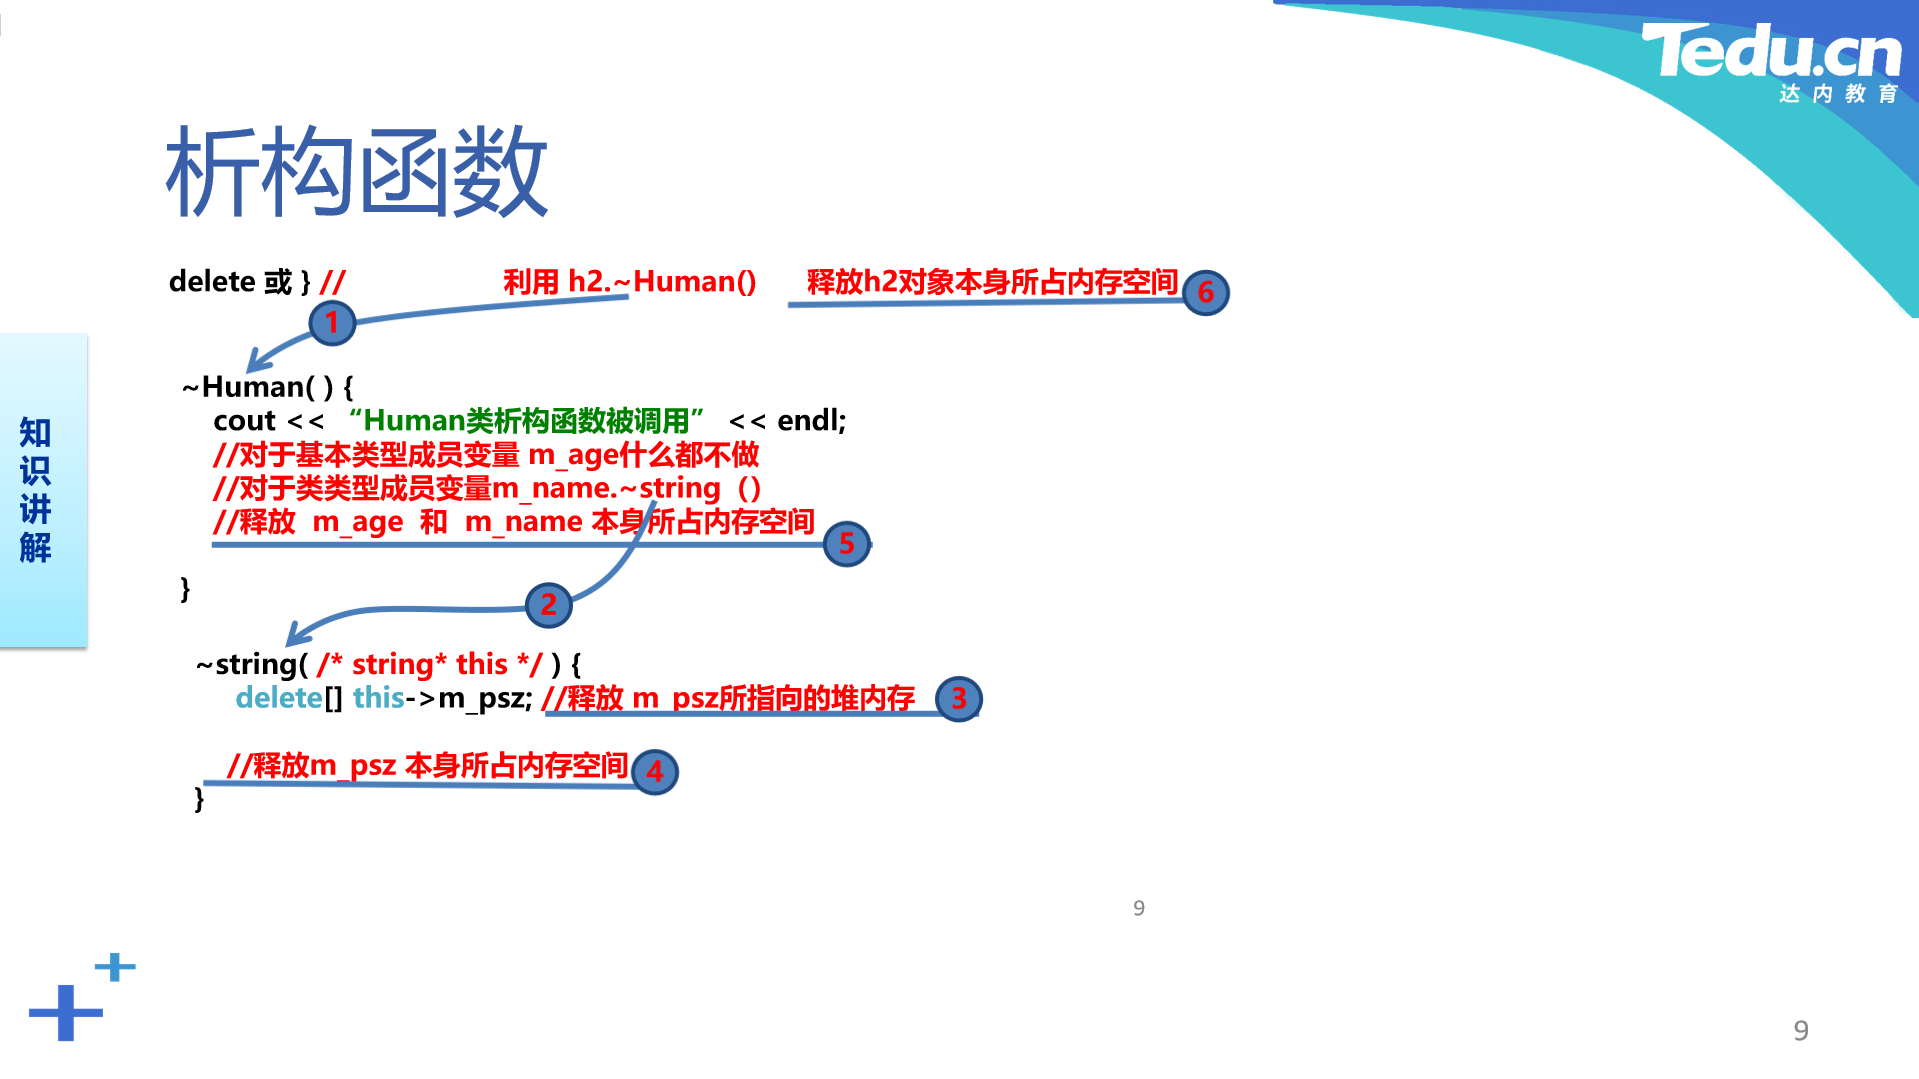 Tedu.cn
达内教育
析构函数
delete 或 } // 利用 h2.~Human() 释放h2对象本身所占内存空间 6
1
~Human( ) {
cout << “Human类析构函数被调用” << endl;
//对于基本类型成员变量 m_age什么都不做
//对于类类型成员变量m_name.~string（）
//释放 m_age 和 m_name 本身所占内存空间 5
}
2
~string( /* string* this */ ) {
delete[] this->m_psz; //释放 m_psz所指向的堆内存 3
//释放m_psz 本身所占内存空间 4
}
知
识
讲
解
9
9